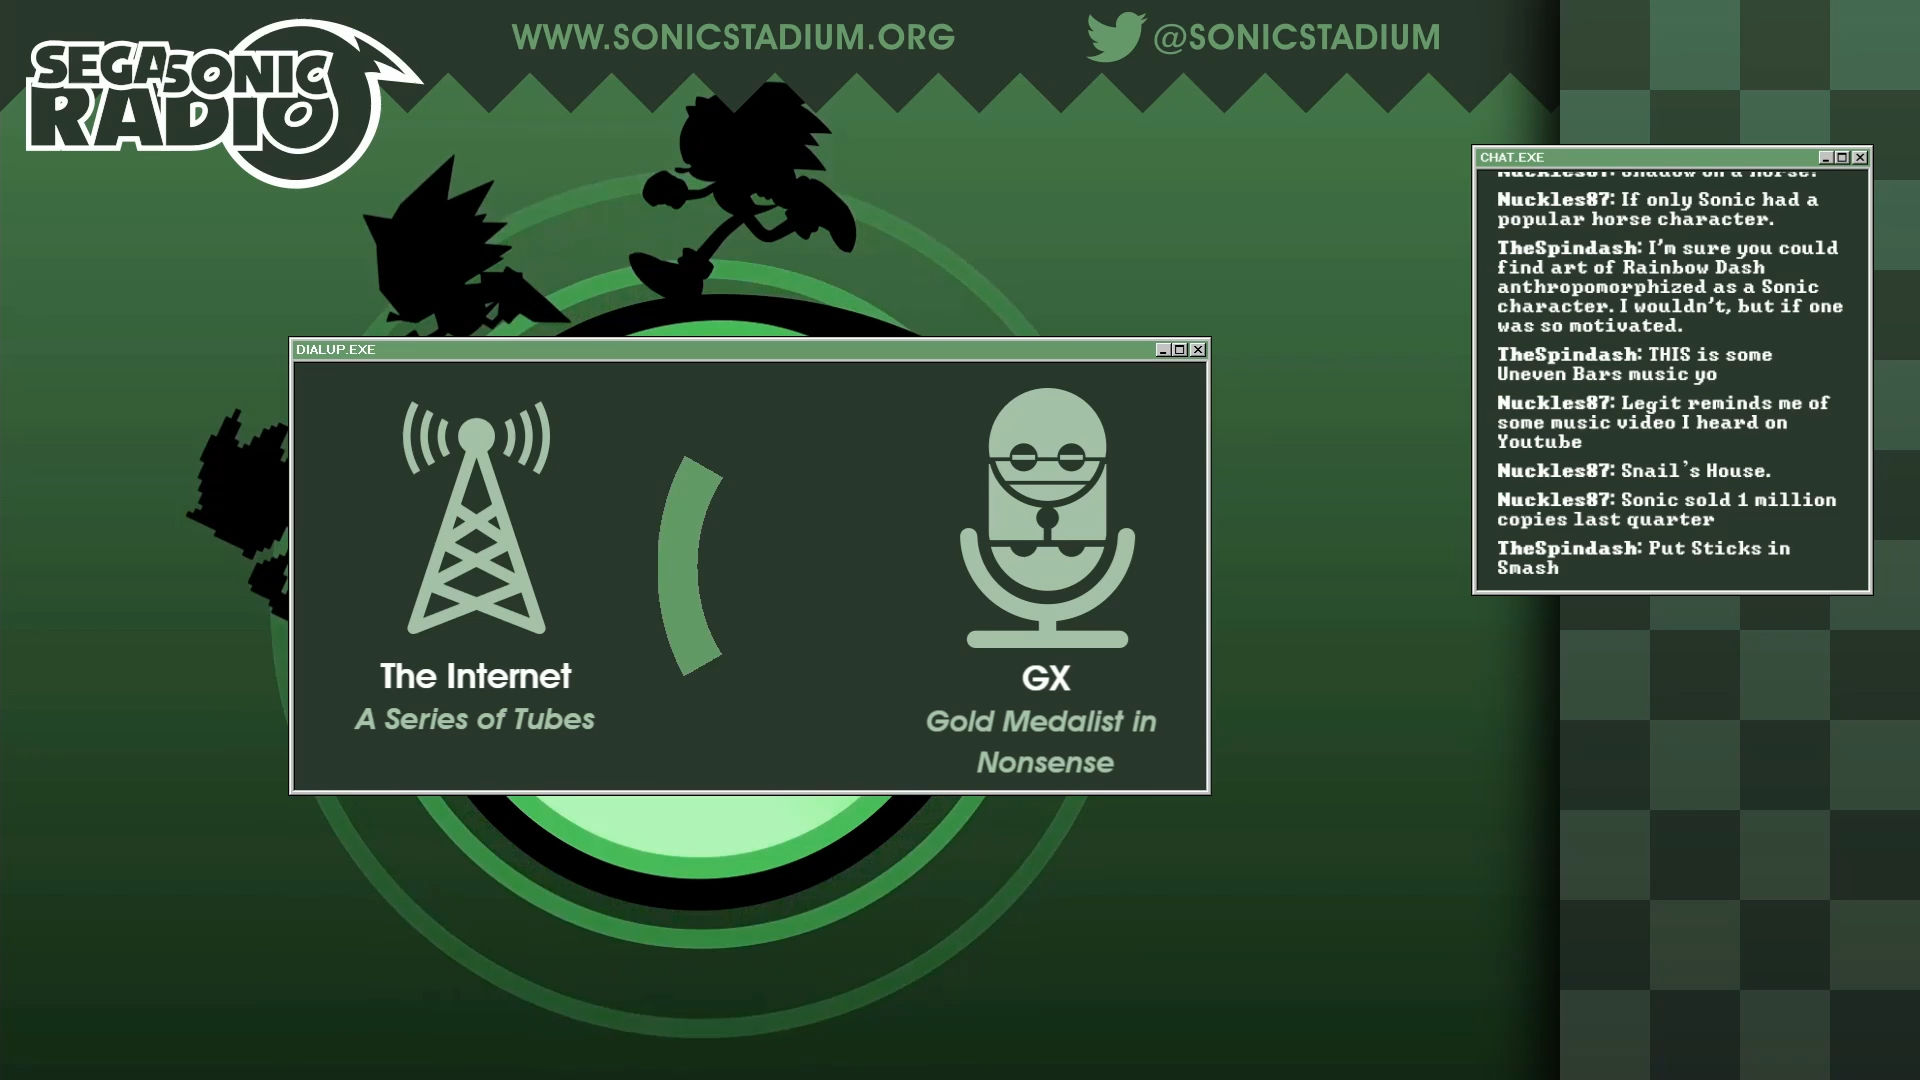 SEGASONIC
RADIO
WWW.SONICSTADIUM.ORG
@SONICSTADIUM
DIALUP.EXE
The Internet
A Series of Tubes
GX
Gold Medalist in
Nonsense
CHAT.EXE
Nuckles87: Shadow on a horse.
Nuckles87: If only Sonic had a
popular horse character.
TheSpindash: I'm sure you could
find art of Rainbow Dash
anthropomorphized as a Sonic
character. I wouldn't, but if one
was so motivated.
TheSpindash: THIS is some
Uneven Bars music yo
Nuckles87: Legit reminds me of
some music video I heard on
Youtube
Nuckles87: Snail's House.
Nuckles87: Sonic sold 1 million
copies last quarter
TheSpindash: Put Sticks in
Smash